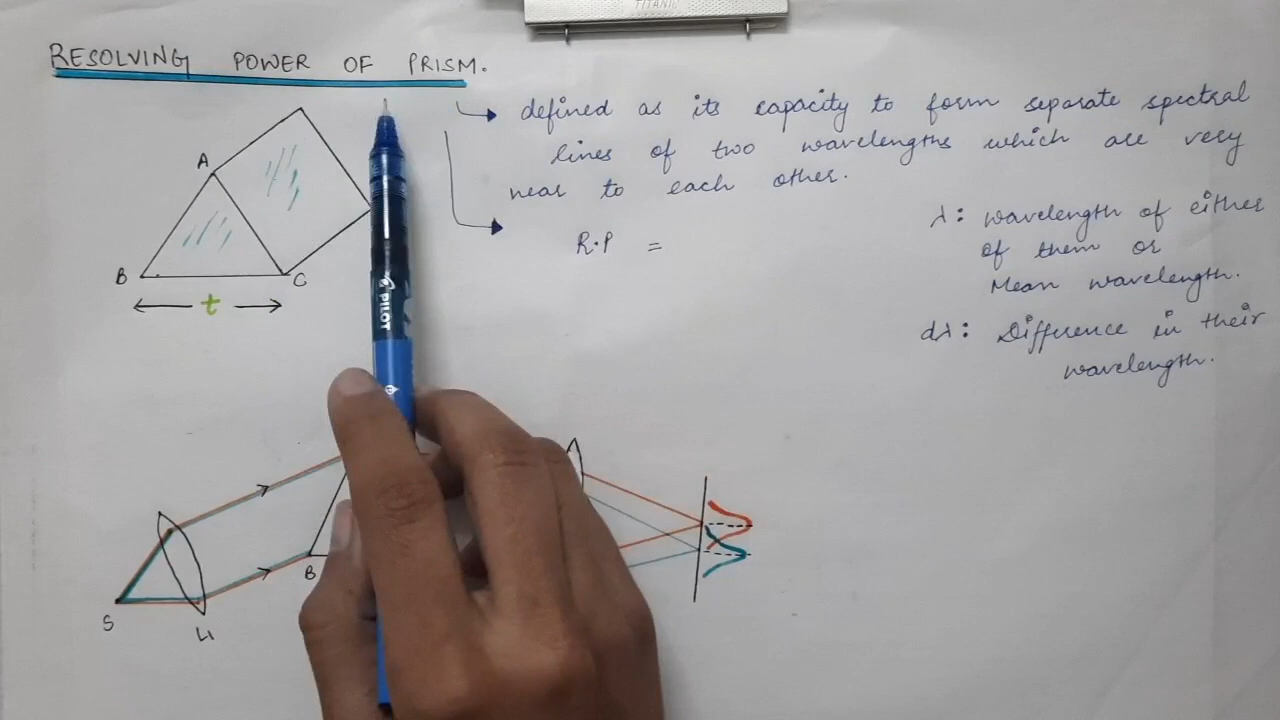 TITANIC
RESOLVING POWER OF PRISM.
defined as its capacity to form separate spectral
lines of two wavelengths which are very
near to each other.
R.P =
λ: wavelength of either
of them or
Mean wavelength.
dλ: Difference in their
wavelength.
A
B
C
t
PILOT
S
L1
B